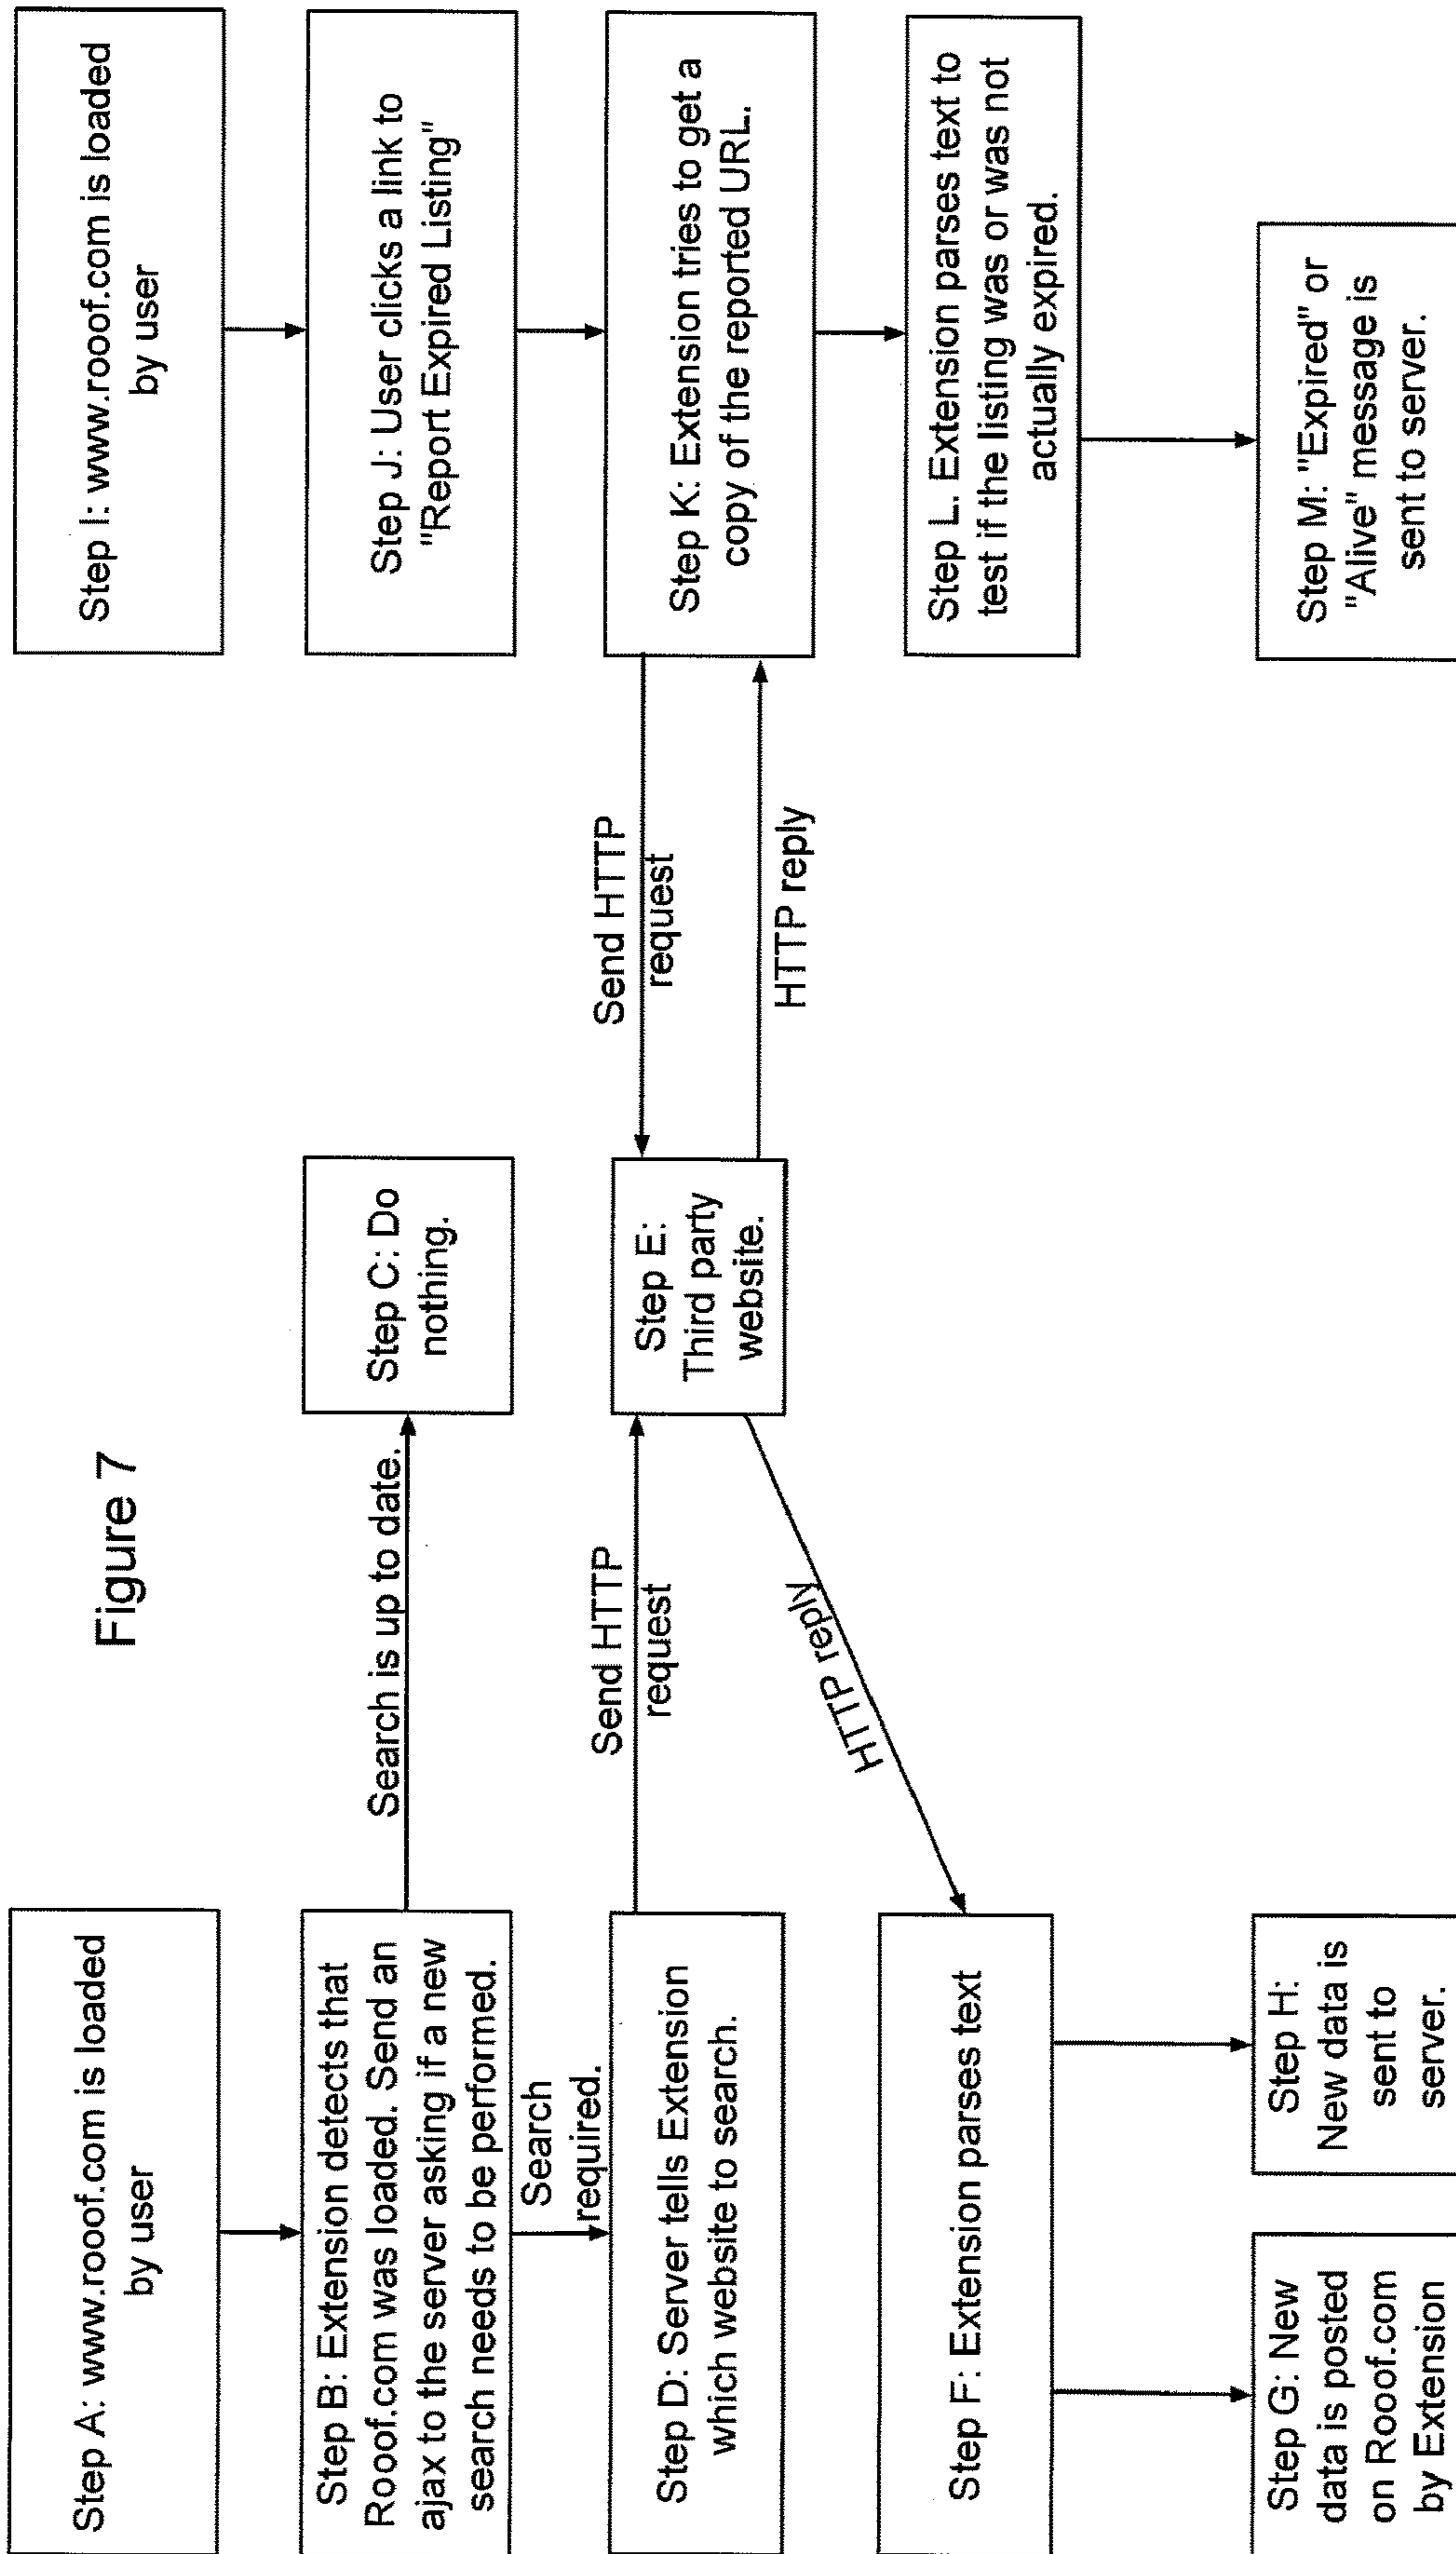 Figure 7
Step A: www.rooof.com is loaded
by user
Step B: Extension detects that
Rooof.com was loaded. Send an
ajax to the server asking if a new
search needs to be performed.
Search is up to date.
Step C: Do
nothing.
Search
required.
Step D: Server tells Extension
which website to search.
Send HTTP
request
Step E:
Third party
website.
HTTP reply
Step F: Extension parses text
Step G: New
data is posted
on Rooof.com
by Extension
Step H:
New data is
sent to
server.
Step I: www.rooof.com is loaded
by user
Step J: User clicks a link to
"Report Expired Listing"
Step K: Extension tries to get a
copy of the reported URL.
Send HTTP
request
HTTP reply
Step L. Extension parses text to
test if the listing was or was not
actually expired.
Step M: "Expired" or
"Alive" message is
sent to server.